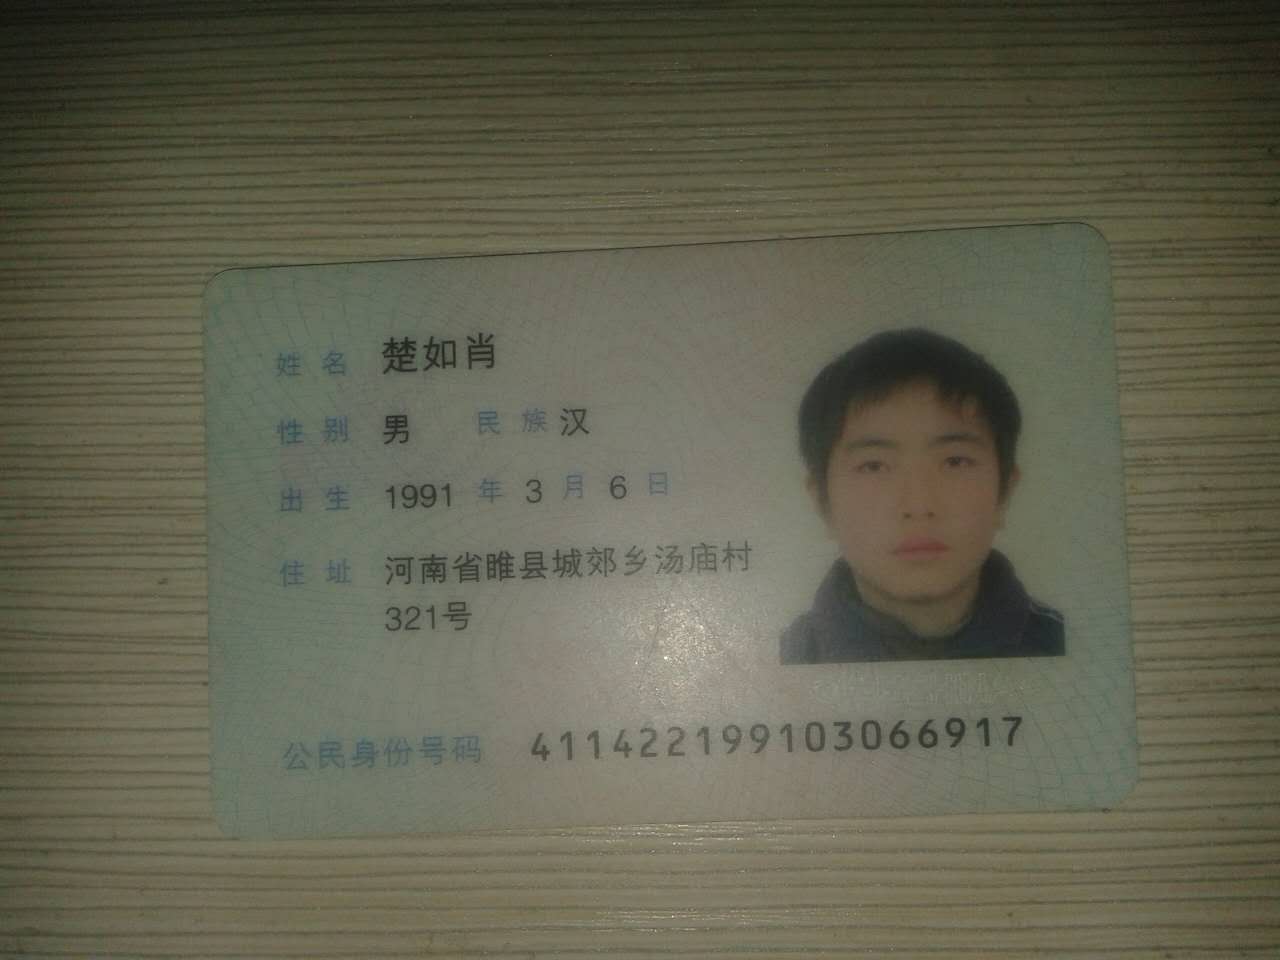 姓名 楚如肖
性别 男 民族 汉
出生 1991 年 3 月 6 日
住址 河南省睢县城郊乡汤庙村
321号
公民身份号码 411422199103066917